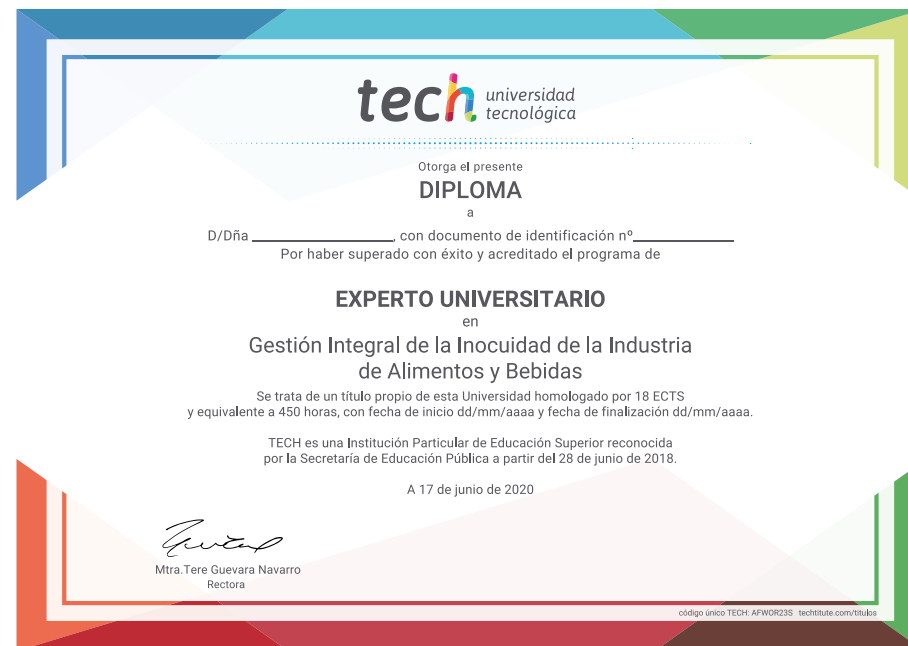 tech universidad
tecnológica
Otorga el presente
DIPLOMA
a
D/Dña ____________________, con documento de identificación nº______________
Por haber superado con éxito y acreditado el programa de
EXPERTO UNIVERSITARIO
en
Gestión Integral de la Inocuidad de la Industria
de Alimentos y Bebidas
Se trata de un título propio de esta Universidad homologado por 18 ECTS
y equivalente a 450 horas, con fecha de inicio dd/mm/aaaa y fecha de finalización dd/mm/aaaa.
TECH es una Institución Particular de Educación Superior reconocida
por la Secretaría de Educación Pública a partir del 28 de junio de 2018.
A 17 de junio de 2020
Mtra.Tere Guevara Navarro
Rectora
código único TECH: AFWOR23S techtitute.com/titulos